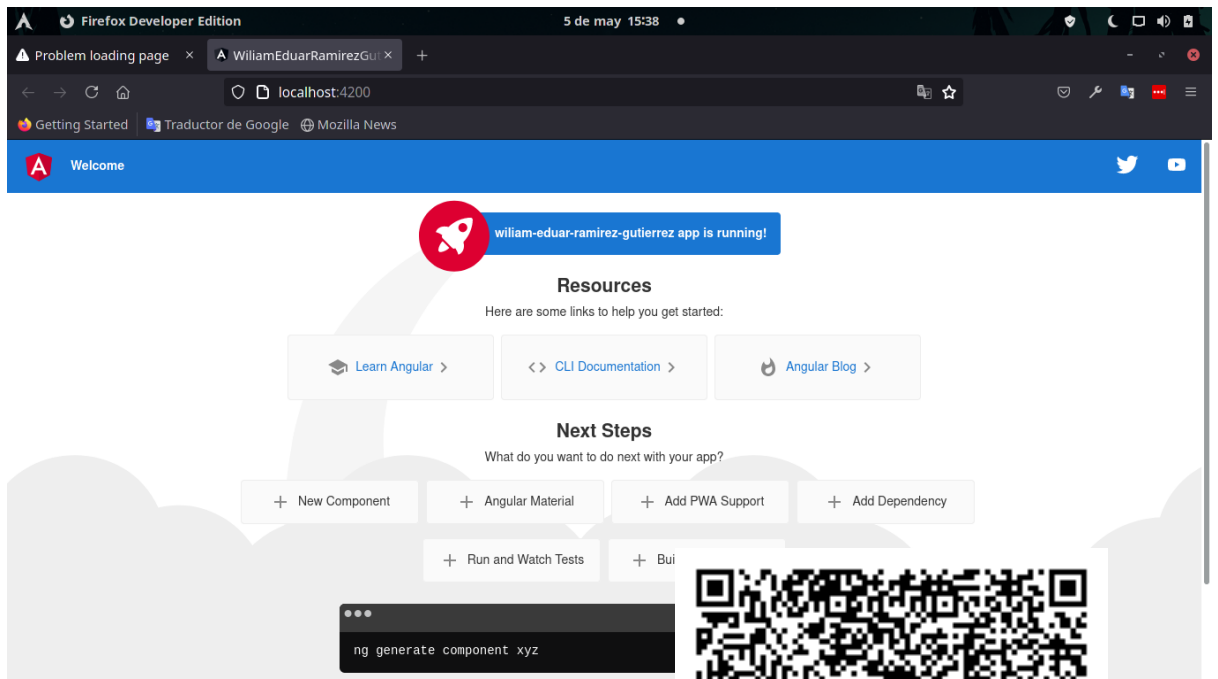 Firefox Developer Edition
5 de may 15:38
Problem loading page
WiliamEduarRamirezGut
localhost:4200
Getting Started
Traductor de Google
Mozilla News
Welcome
wiliam-eduar-ramirez-gutierrez app is running!
Resources
Here are some links to help you get started:
Learn Angular
CLI Documentation
Angular Blog
Next Steps
What do you want to do next with your app?
New Component
Angular Material
Add PWA Support
Add Dependency
Run and Watch Tests
ng generate component xyz